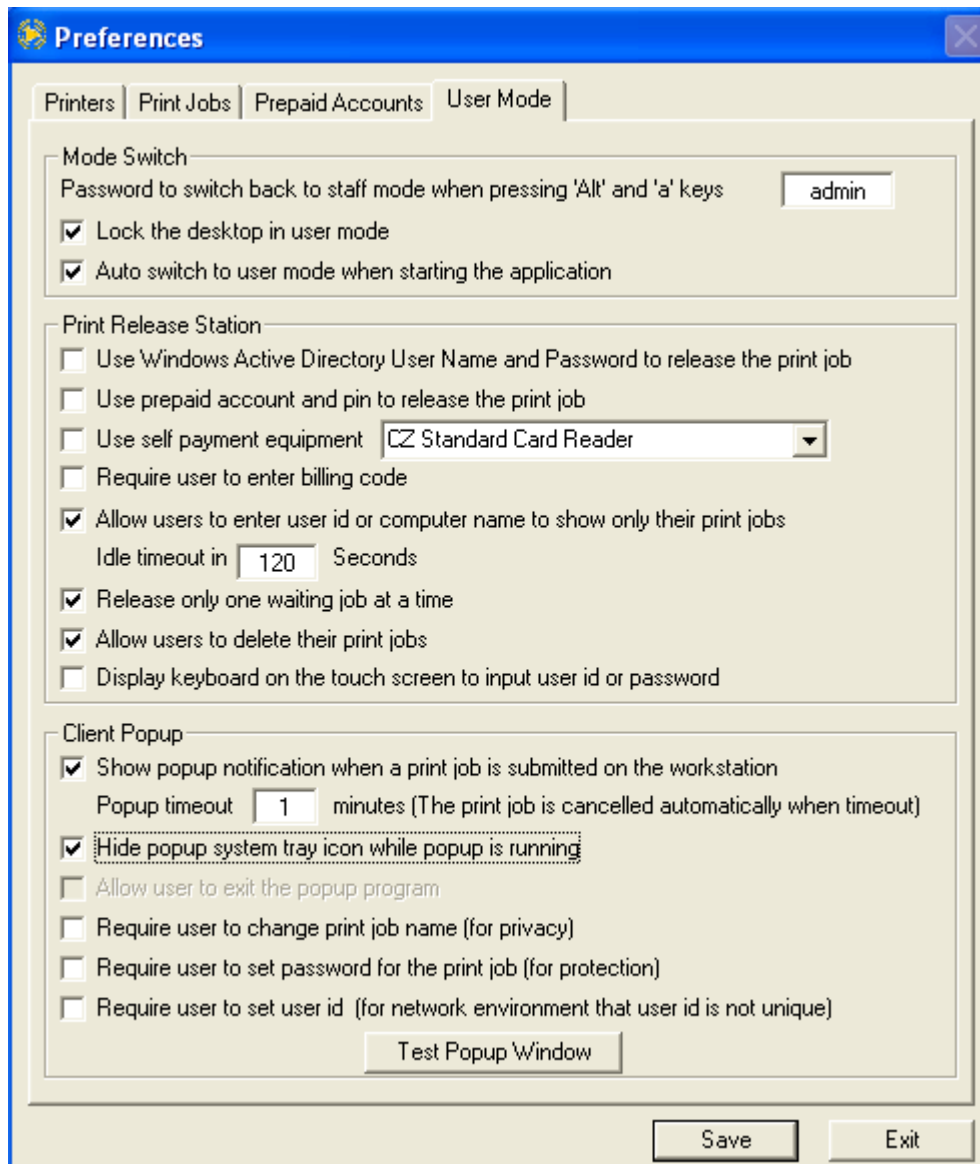 Preferences
Printers Print Jobs Prepaid Accounts User Mode
Mode Switch
Password to switch back to staff mode when pressing 'Alt' and 'a' keys admin
Lock the desktop in user mode
Auto switch to user mode when starting the application
Print Release Station
Use Windows Active Directory User Name and Password to release the print job
Use prepaid account and pin to release the print job
Use self payment equipment CZ Standard Card Reader
Require user to enter billing code
Allow users to enter user id or computer name to show only their print jobs
Idle timeout in 120 Seconds
Release only one waiting job at a time
Allow users to delete their print jobs
Display keyboard on the touch screen to input user id or password
Client Popup
Show popup notification when a print job is submitted on the workstation
Popup timeout 1 minutes (The print job is cancelled automatically when timeout)
Hide popup system tray icon while popup is running
Allow user to exit the popup program
Require user to change print job name (for privacy)
Require user to set password for the print job (for protection)
Require user to set user id (for network environment that user id is not unique)
Test Popup Window
Save Exit